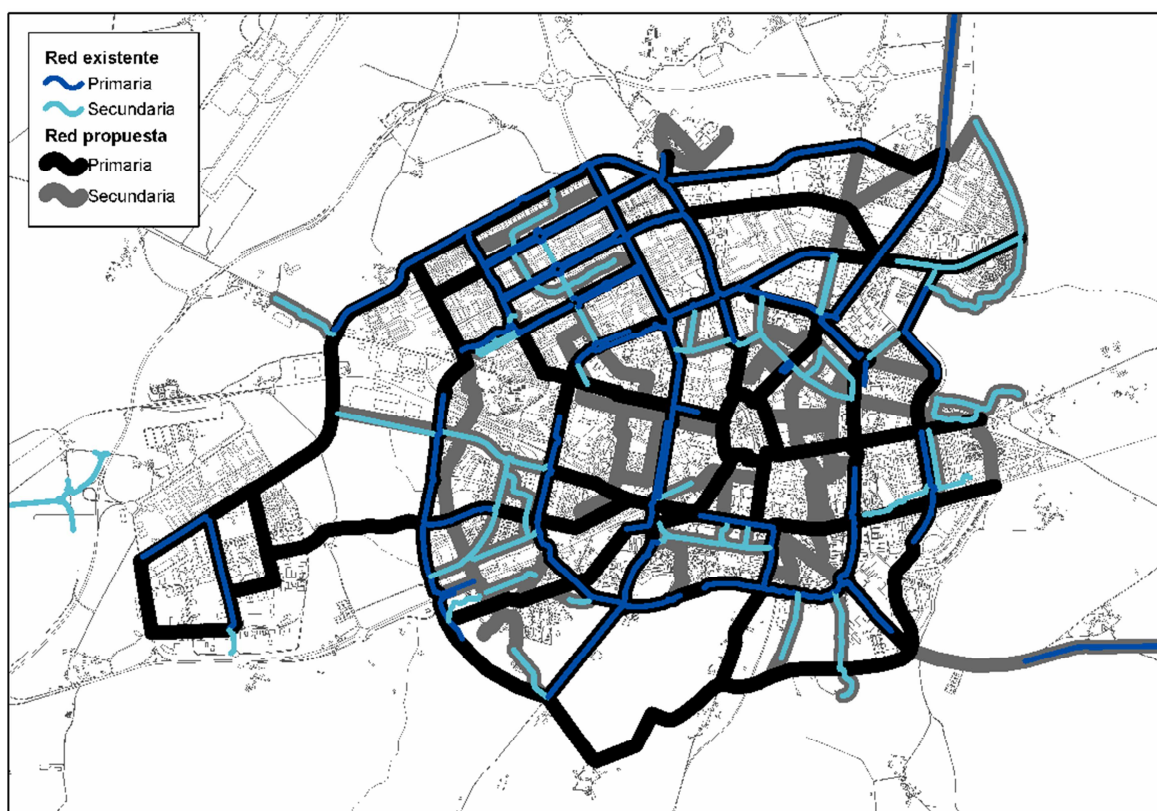 Red existente
Primaria
Secundaria
Red propuesta
Primaria
Secundaria